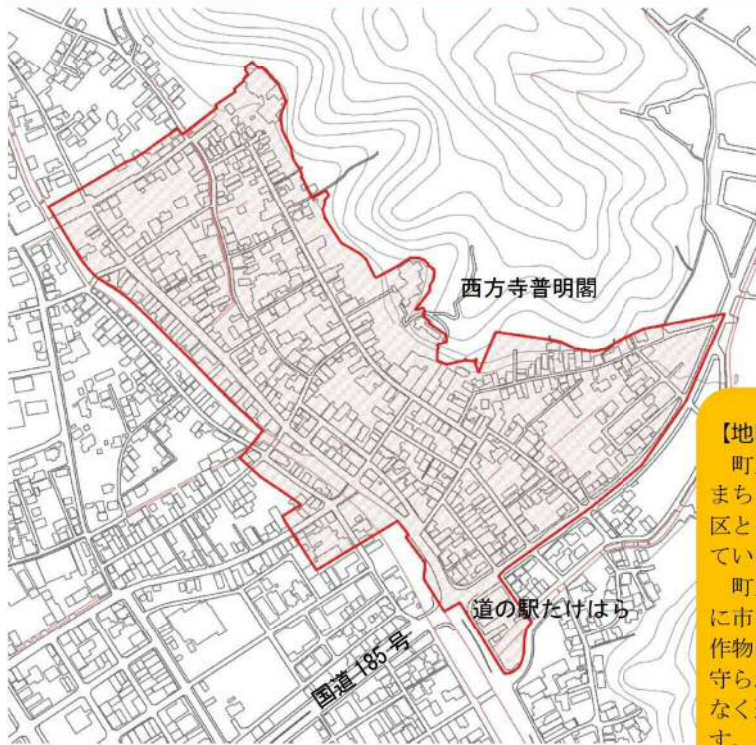 西方寺普明閣
道の駅たけはら
国道185号
【地
町
まち
区と
てい
町
に市
作物
守ら
なく
す。